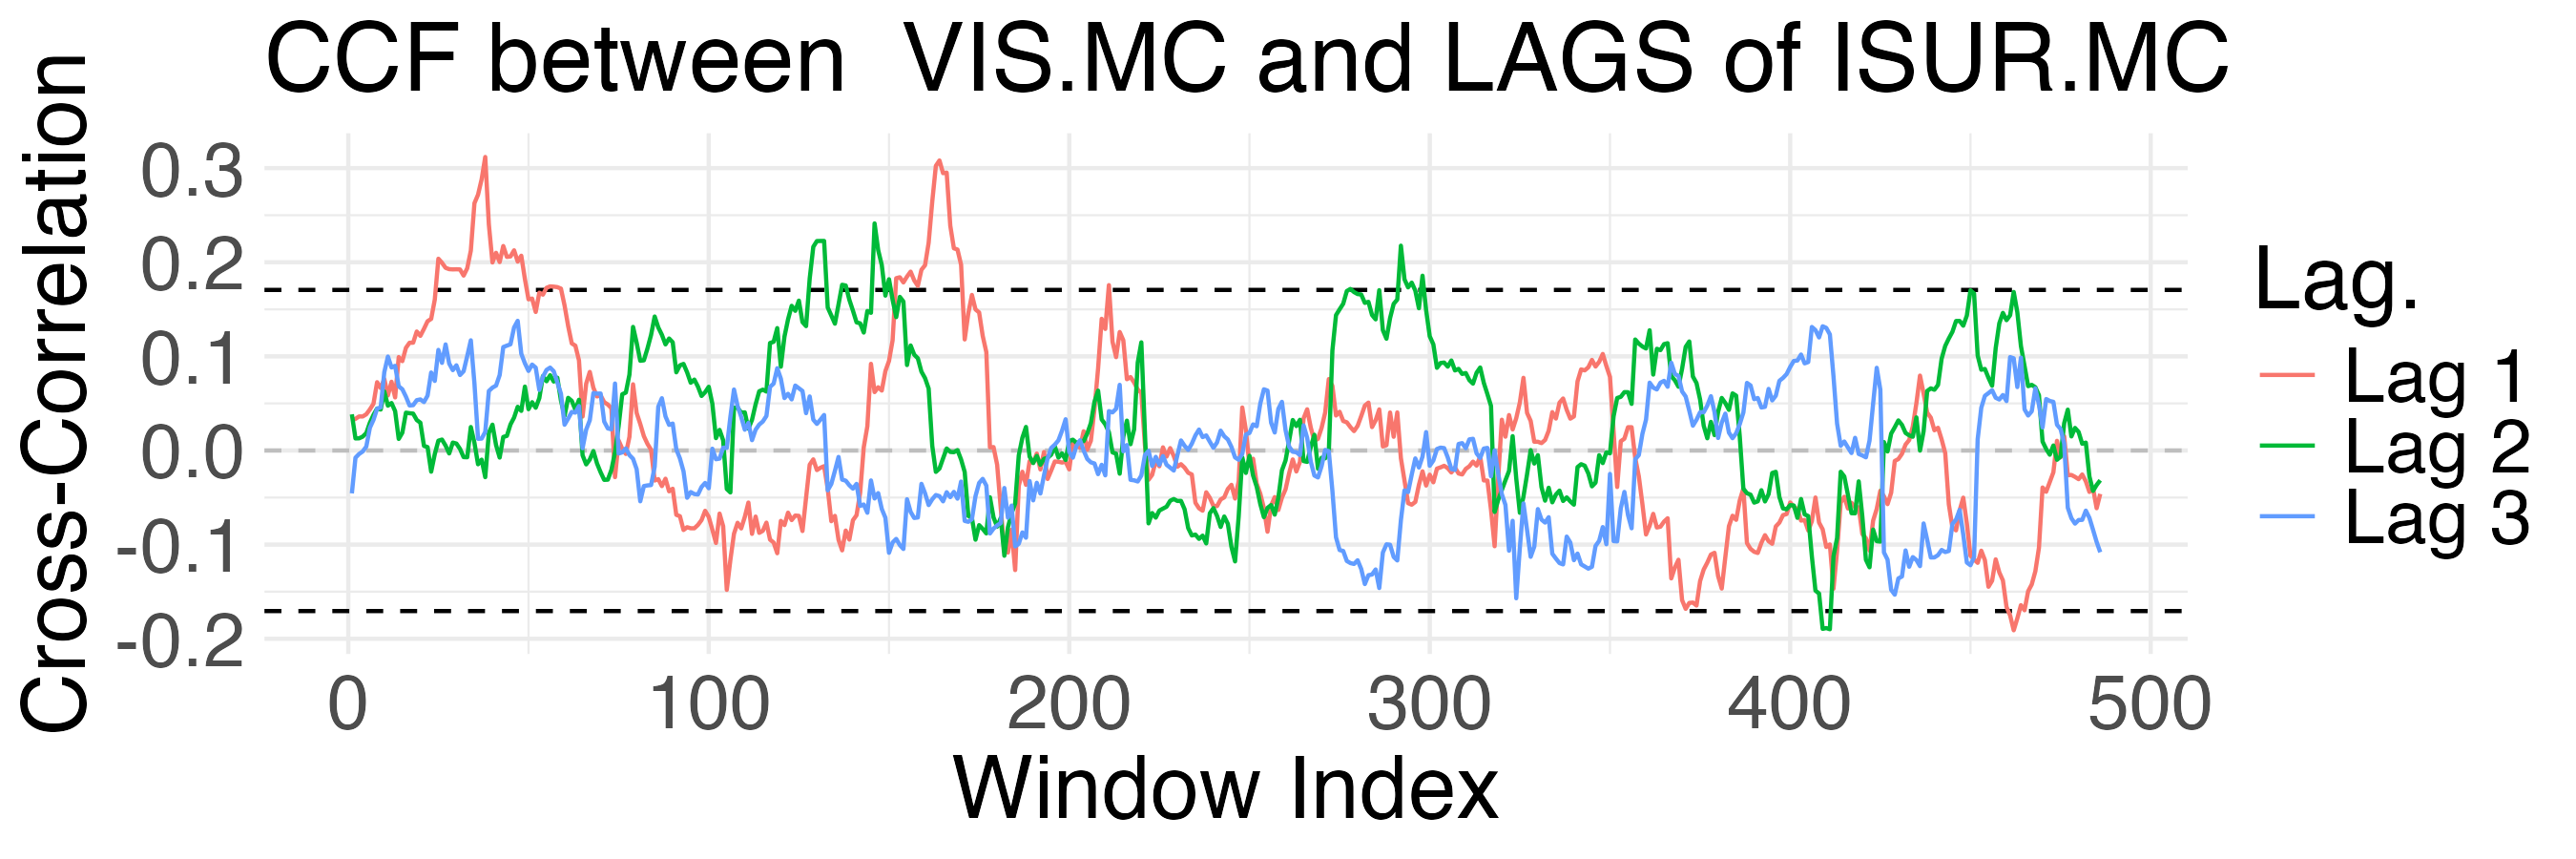 CCF between  VIS.MC and LAGS of ISUR.MC
Cross-Correlation
0.3
0.2
0.1
0.0
-0.1
-0.2
0 100 200 300 400 500
Window Index
Lag.
Lag 1
Lag 2
Lag 3